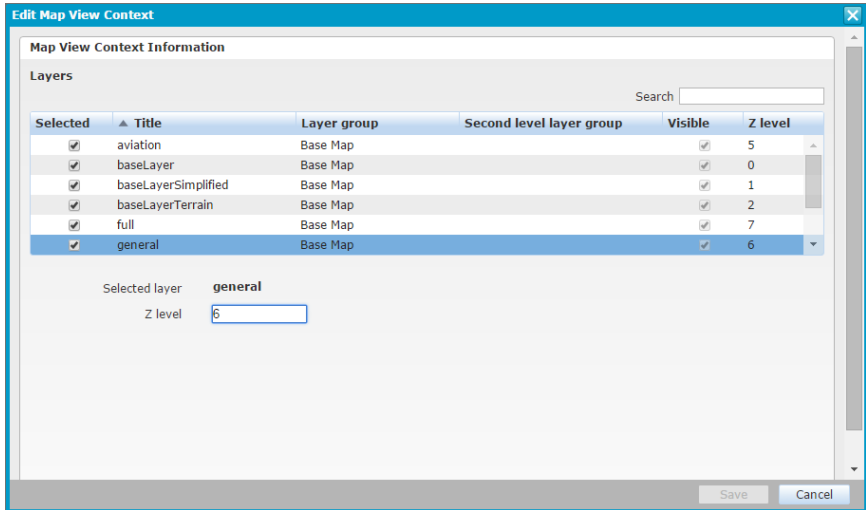 Edit Map View Context
Map View Context Information
Layers
Search
Selected Title Layer group Second level layer group Visible Z level
aviation Base Map 5
baseLayer Base Map 0
baseLayerSimplified Base Map 1
baseLayerTerrain Base Map 2
full Base Map 7
general Base Map 6
Selected layer general
Z level 6
Save Cancel